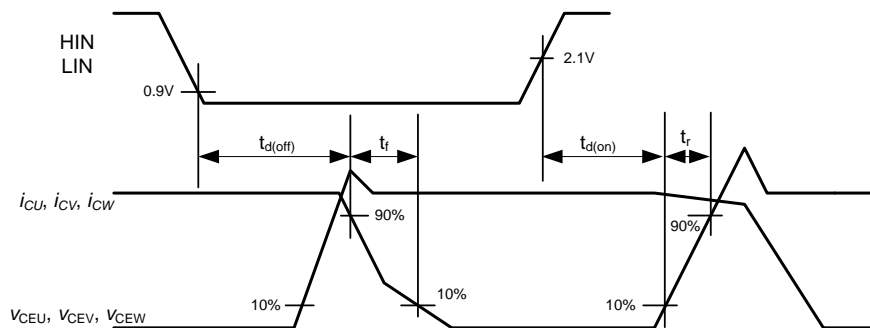 HIN
LIN
0.9V
2.1V
td(off)
tf
td(on)
tr
iCU, iCV, iCW
90%
90%
10%
10%
10%
vCEU, vCEV, vCEW